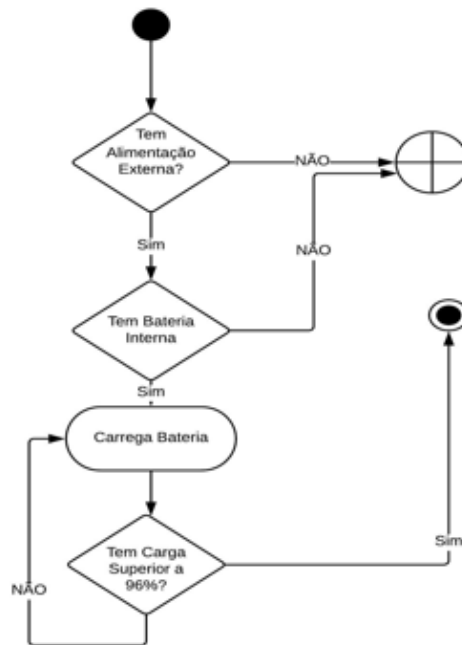 Tem
Alimentação
Externa?
NÃO
Sim
NÃO
Tem Bateria
Interna
Sim
Carrega Bateria
Tem Carga
Superior a
96%?
Sim
NÃO